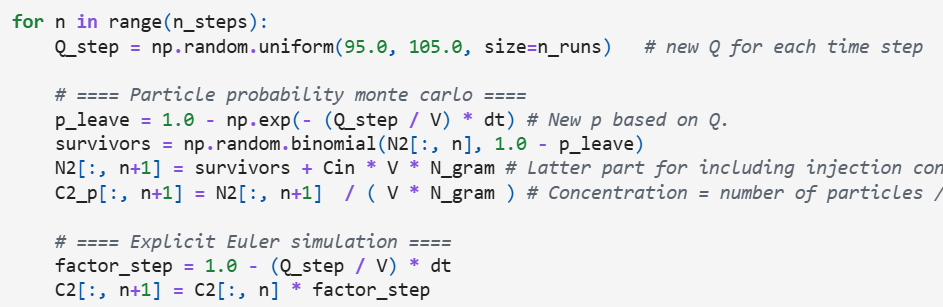 for n in range(n_steps):
    Q_step = np.random.uniform(95.0, 105.0, size=n_runs)   # new Q for each time step
    # ==== Particle probability monte carlo ====
    p_leave = 1.0 - np.exp(- (Q_step / V) * dt) # New p based on Q.
    survivors = np.random.binomial(N2[:, n], 1.0 - p_leave)
    N2[:, n+1] = survivors + Cin * V * N_gram # Latter part for including injection con
    C2_p[:, n+1] = N2[:, n+1]  / ( V * N_gram ) # Concentration = number of particles /
    # ==== Explicit Euler simulation ====
    factor_step = 1.0 - (Q_step / V) * dt
    C2[:, n+1] = C2[:, n] * factor_step